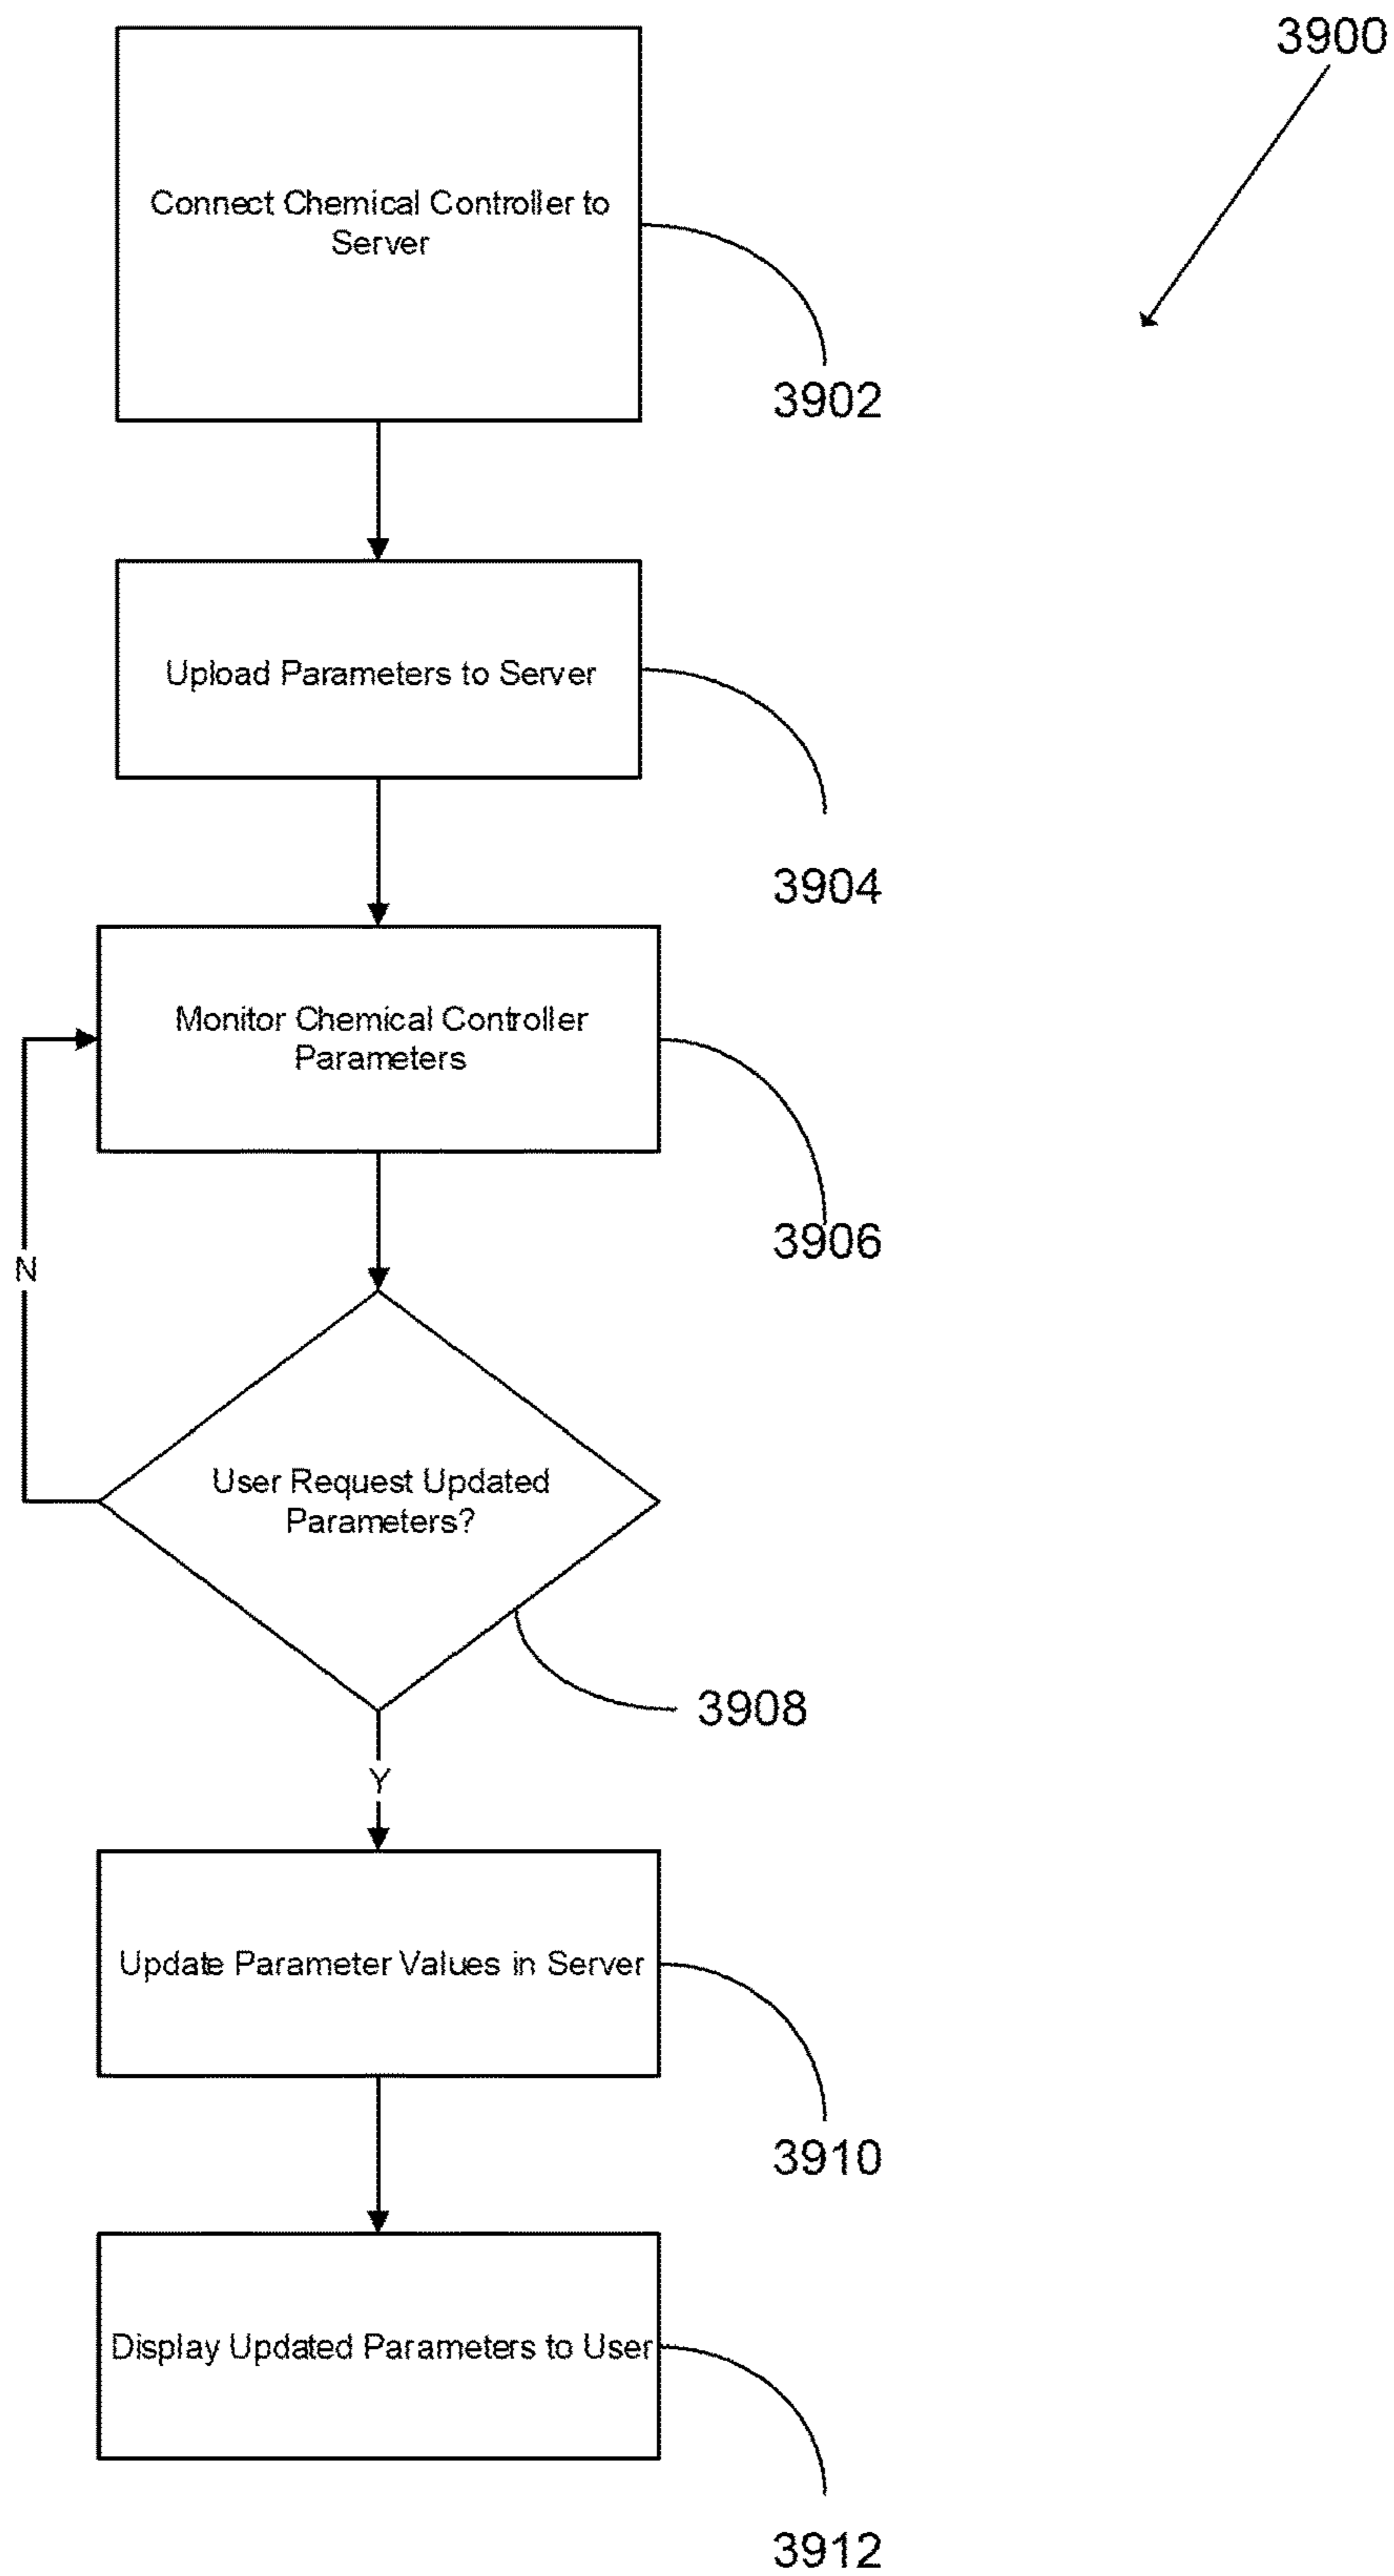 3900
Connect Chemical Controller to
Server
3902
Upload Parameters to Server
3904
Monitor Chemical Controller
Parameters
3906
N
User Request Updated
Parameters?
3908
Y
Update Parameter Values in Server
3910
Display Updated Parameters to User
3912